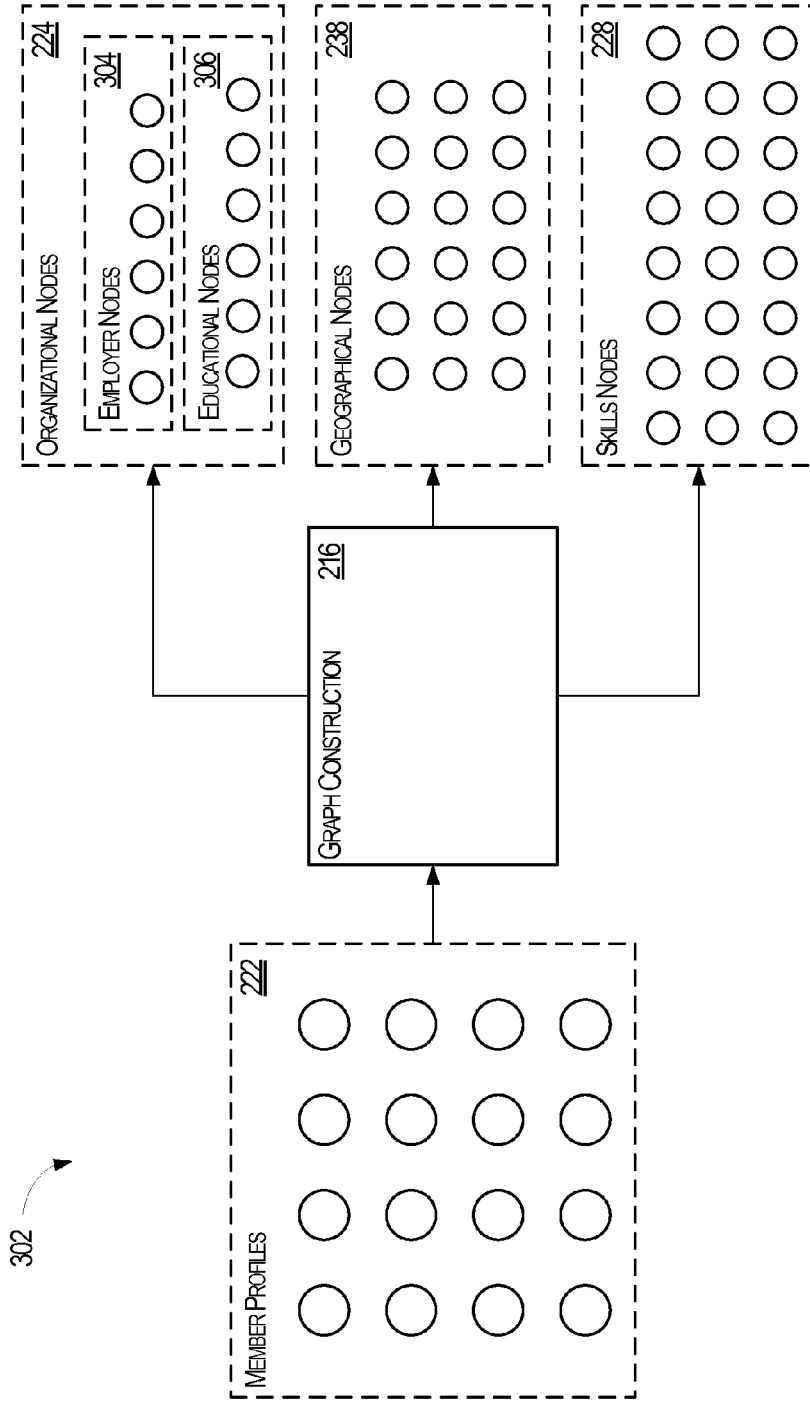 302
MEMBER PROFILES
222
GRAPH CONSTRUCTION
216
ORGANIZATIONAL NODES
224
EMPLOYER NODES
304
EDUCATIONAL NODES
306
GEOGRAPHICAL NODES
238
SKILLS NODES
228